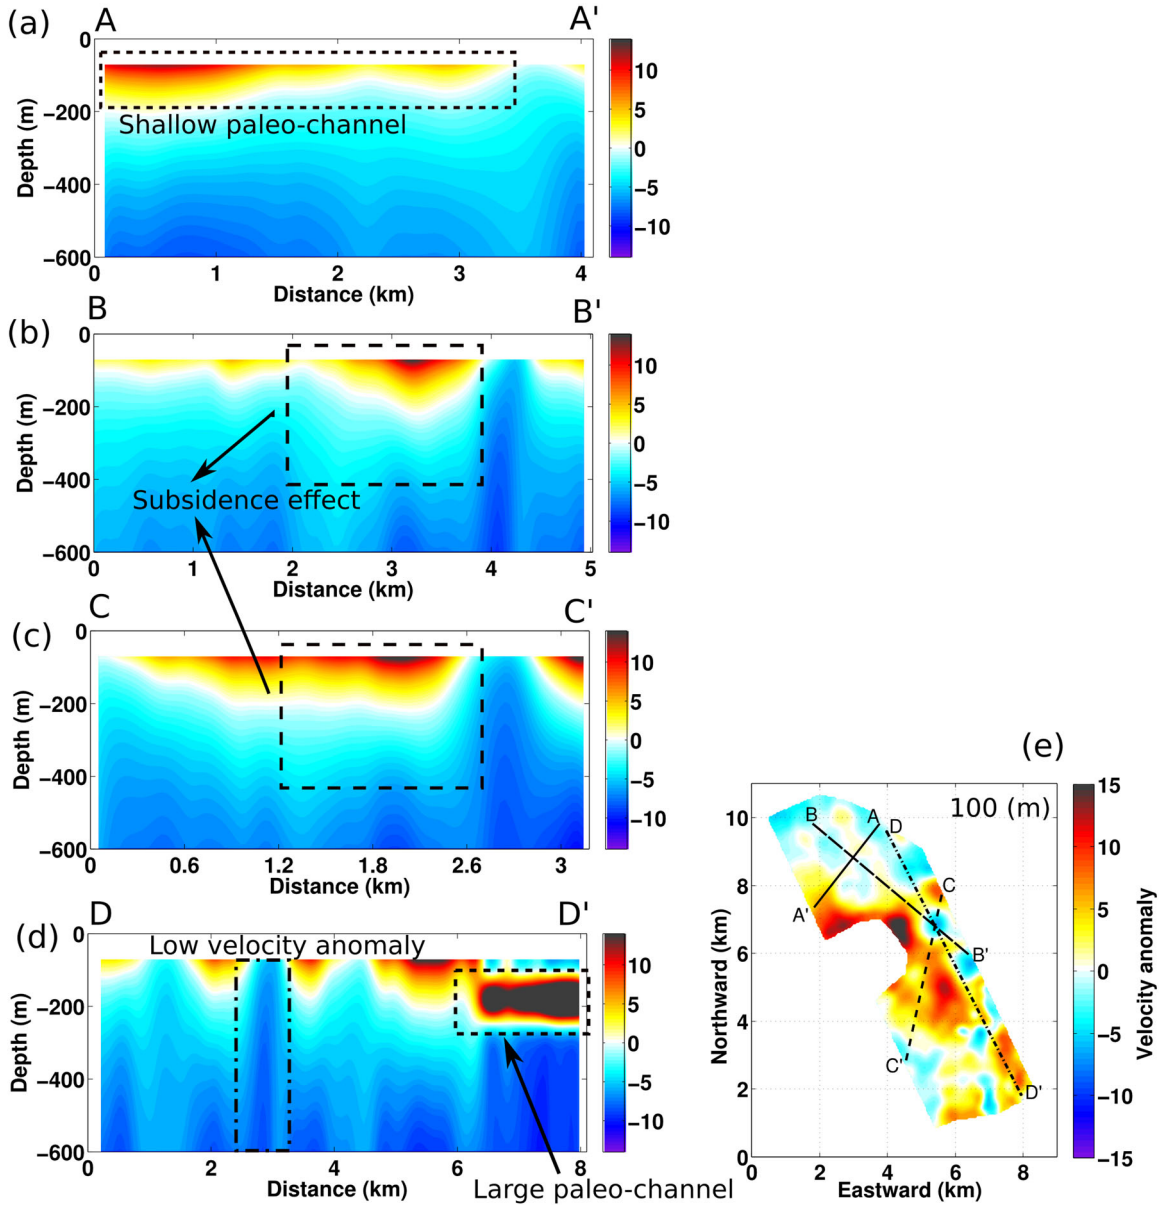 (a)
A
A'
0
−200
−400
−600
Depth (m)
Shallow paleo-channel
0
1
2
3
4
Distance (km)
10
5
0
−5
−10
(b)
B
B'
0
−200
−400
−600
Depth (m)
Subsidence effect
0
1
2
3
4
5
Distance (km)
10
5
0
−5
−10
(c)
C
C'
0
−200
−400
−600
Depth (m)
0
0.6
1.2
1.8
2.6
3
Distance (km)
10
5
0
−5
−10
(d)
D
D'
Low velocity anomaly
0
−200
−400
−600
Depth (m)
0
2
4
6
8
Distance (km)
Large paleo-channel
10
5
0
−5
−10
(e)
100 (m)
B
A
D
C
A'
B'
C'
D'
10
8
6
4
2
0
Northward (km)
0
2
4
6
8
Eastward (km)
15
10
5
0
−5
−10
−15
Velocity anomaly